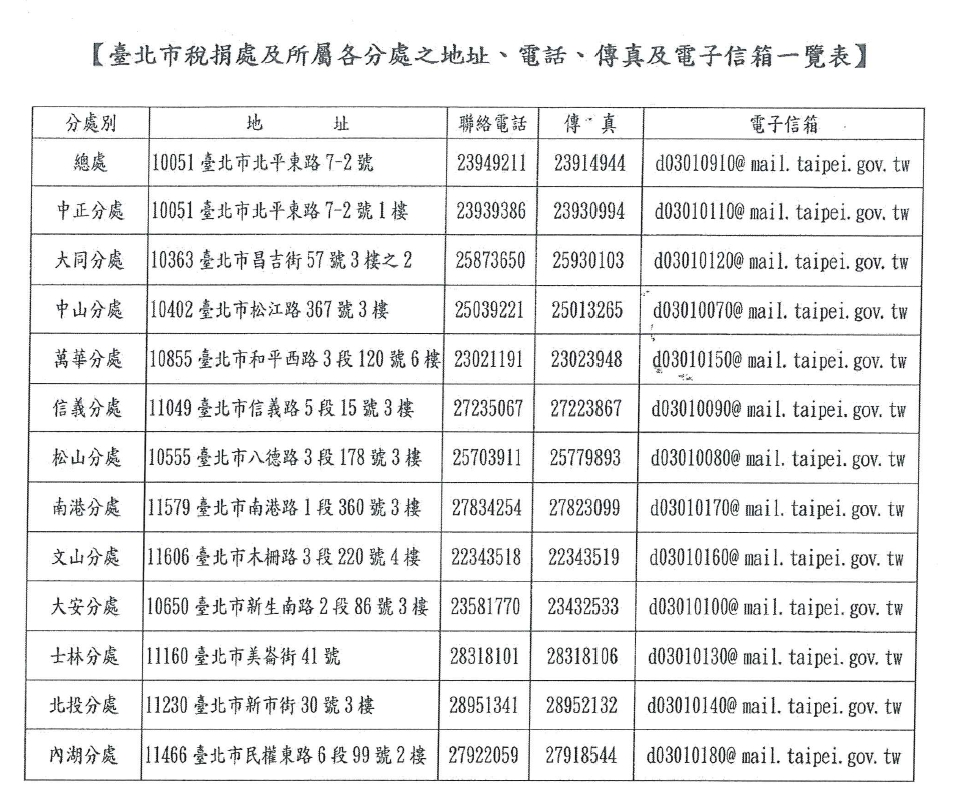 【臺北市稅捐處及所屬各分處之地址、電話、傳真及電子信箱一覽表】
分處別 地 址 聯絡電話 傳 真 電子信箱
總處 10051 臺北市北平東路 7-2 號 23949211 23914944 d03010910@ mail. taipei. gov. tw
中正分處 10051 臺北市北平東路 7-2 號 1 樓 23939386 23930994 d03010110@ mail. taipei. gov. tw
大同分處 10363 臺北市昌吉街 57 號 3 樓之 2 25873650 25930103 d03010120@ mail. taipei. gov. tw
中山分處 10402 臺北市松江路 367 號 3 樓 25039221 25013265 d03010070@ mail. taipei. gov. tw
萬華分處 10855 臺北市和平西路 3 段 120 號 6 樓 23021191 23023948 d03010150@ mail. taipei. gov. tw
信義分處 11049 臺北市信義路 5 段 15 號 3 樓 27235067 27223867 d03010090@ mail. taipei. gov. tw
松山分處 10555 臺北市八德路 3 段 178 號 3 樓 25703911 25779893 d03010080@ mail. taipei. gov. tw
南港分處 11579 臺北市南港路 1 段 360 號 3 樓 27834254 27823099 d03010170@ mail. taipei. gov. tw
文山分處 11606 臺北市木柵路 3 段 220 號 4 樓 22343518 22343519 d03010160@ mail. taipei. gov. tw
大安分處 10650 臺北市新生南路 2 段 86 號 3 樓 23581770 23432533 d03010100@ mail. taipei. gov. tw
士林分處 11160 臺北市美崙街 41 號 28318101 28318106 d03010130@ mail. taipei. gov. tw
北投分處 11230 臺北市新市街 30 號 3 樓 28951341 28952132 d03010140@ mail. taipei. gov. tw
內湖分處 11466 臺北市民權東路 6 段 99 號 2 樓 27922059 27918544 d03010180@ mail. taipei. gov. tw